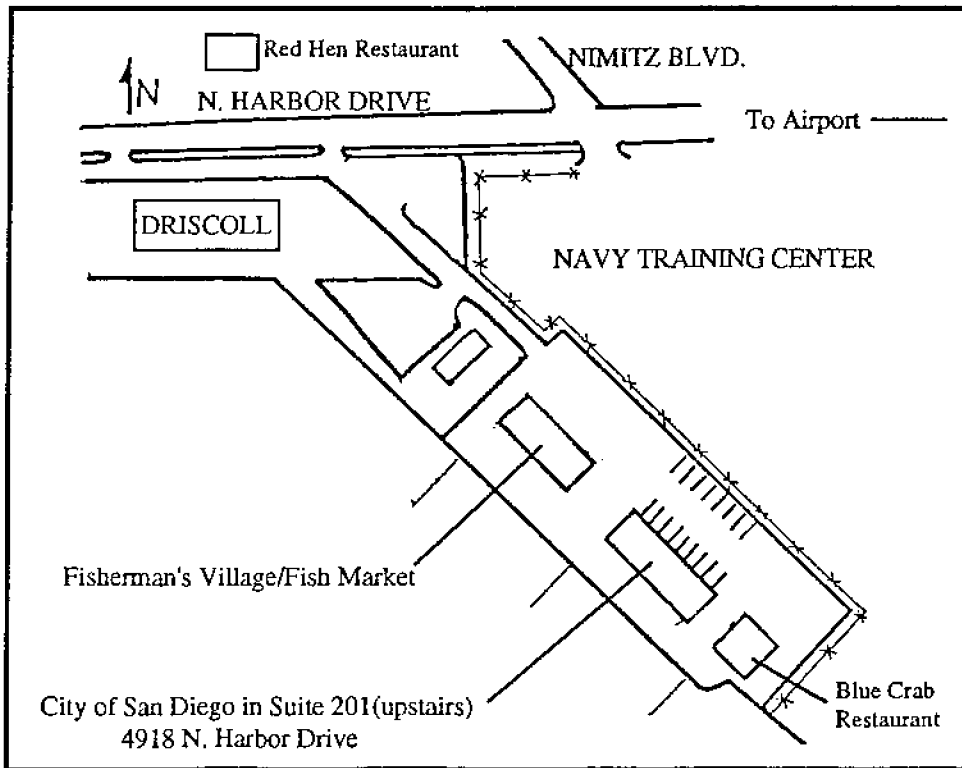 Red Hen Restaurant
NIMITZ BLVD.
N
N. HARBOR DRIVE
To Airport
DRISCOLL
NAVY TRAINING CENTER
Fisherman's Village/Fish Market
City of San Diego in Suite 201(upstairs)
4918 N. Harbor Drive
Blue Crab
Restaurant